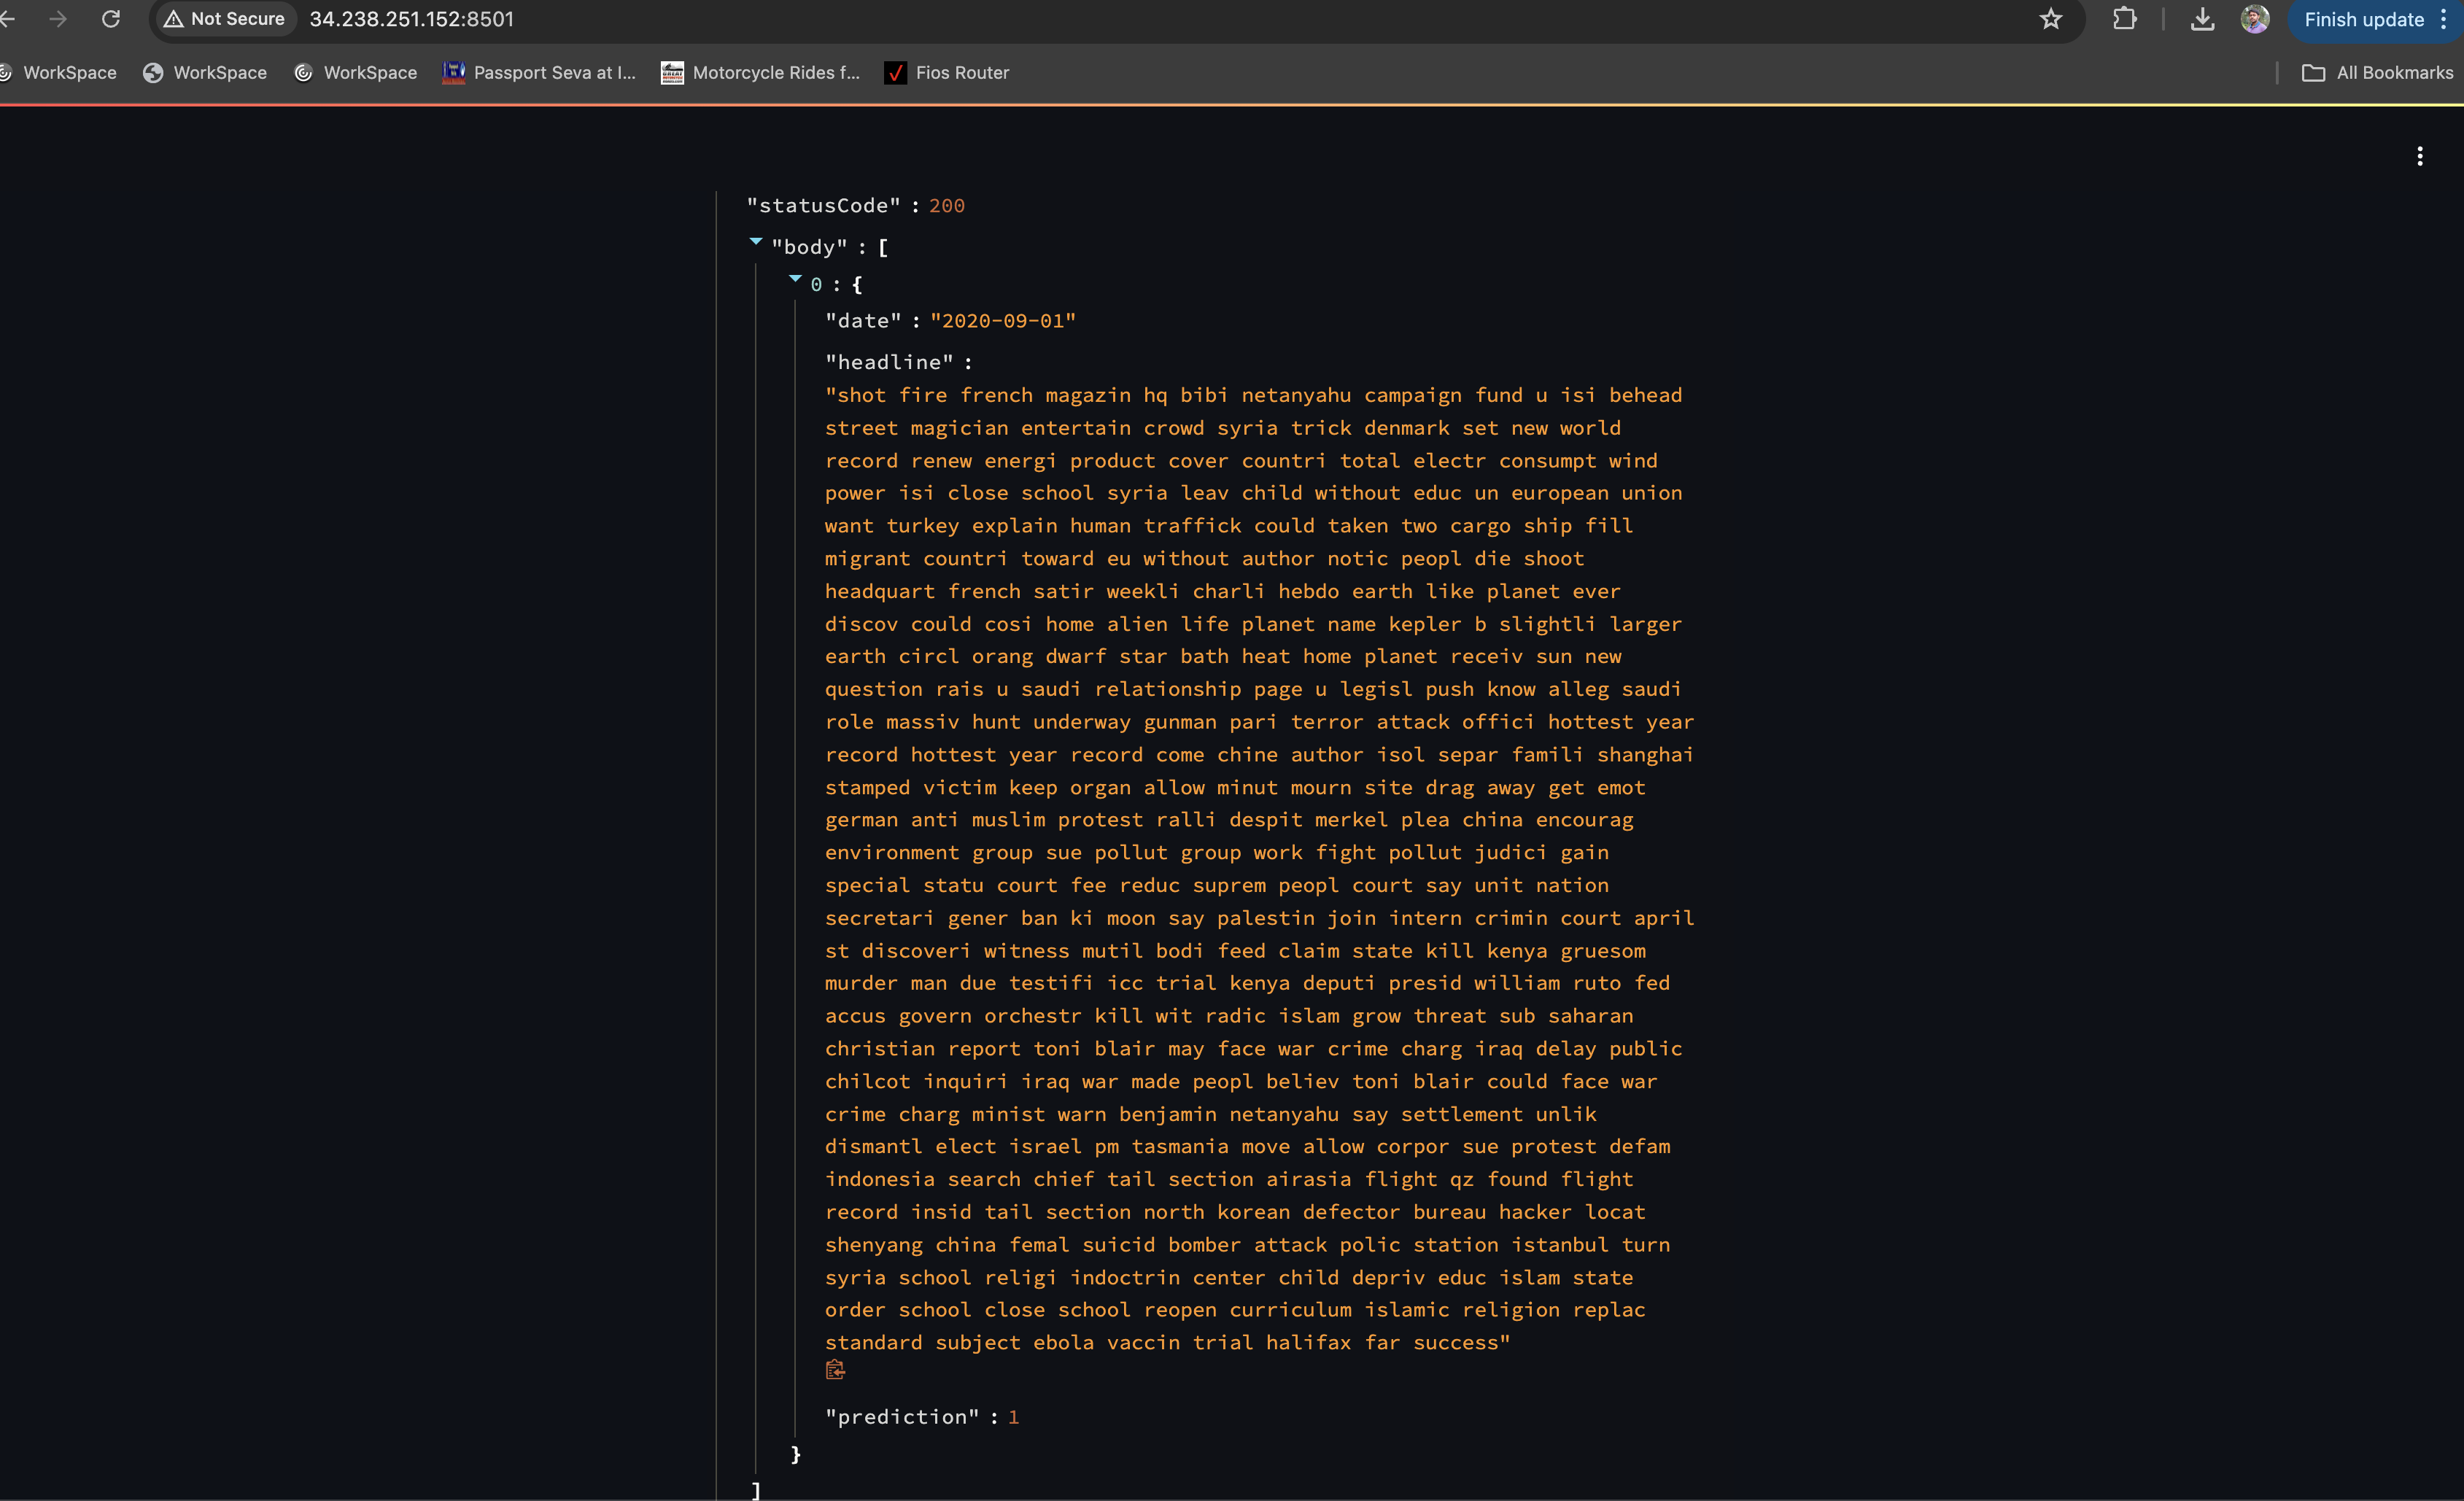 Not Secure 34.238.251.152:8501 Finish update
WorkSpace WorkSpace WorkSpace Passport Seva at I... Motorcycle Rides f... Fios Router All Bookmarks
"statusCode" : 200
"body" : [
0 : {
"date" : "2020-09-01"
"headline" :
"shot fire french magazin hq bibi netanyahu campaign fund u isi behead
street magician entertain crowd syria trick denmark set new world
record renew energi product cover countri total electr consumpt wind
power isi close school syria leav child without educ un european union
want turkey explain human traffick could taken two cargo ship fill
migrant countri toward eu without author notic peopl die shoot
headquart french satir weekli charli hebdo earth like planet ever
discov could cosi home alien life planet name kepler b slightli larger
earth circl orang dwarf star bath heat home planet receiv sun new
question rais u saudi relationship page u legisl push know alleg saudi
role massiv hunt underway gunman pari terror attack offici hottest year
record hottest year record come chine author isol separ famili shanghai
stamped victim keep organ allow minut mourn site drag away get emot
german anti muslim protest ralli despit merkel plea china encourag
environment group sue pollut group work fight pollut judici gain
special statu court fee reduc suprem peopl court say unit nation
secretari gener ban ki moon say palestin join intern crimin court april
st discoveri witness mutil bodi feed claim state kill kenya gruesom
murder man due testifi icc trial kenya deputi presid william ruto fed
accus govern orchestr kill wit radic islam grow threat sub saharan
christian report toni blair may face war crime charg iraq delay public
chilcot inquiri iraq war made peopl believ toni blair could face war
crime charg minist warn benjamin netanyahu say settlement unlik
dismantl elect israel pm tasmania move allow corpor sue protest defam
indonesia search chief tail section airasia flight qz found flight
record insid tail section north korean defector bureau hacker locat
shenyang china femal suicid bomber attack polic station istanbul turn
syria school religi indoctrin center child depriv educ islam state
order school close school reopen curriculum islamic religion replac
standard subject ebola vaccin trial halifax far success"
"prediction" : 1
}
]